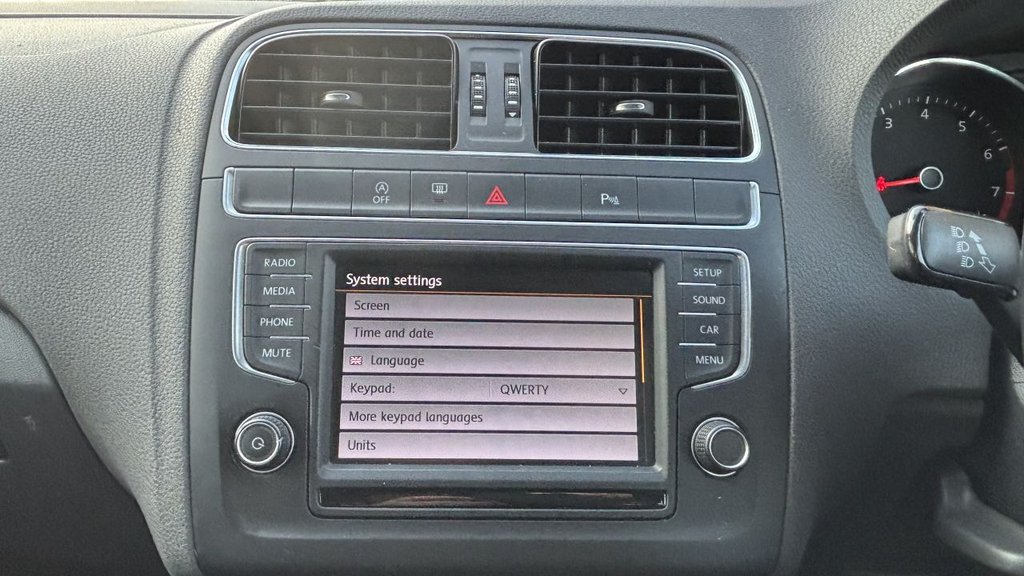 3 4 5 6 7
OFF
P
RADIO
MEDIA
PHONE
MUTE
System settings
Screen
Time and date
Language
Keypad: QWERTY
More keypad languages
Units
SETUP
SOUND
CAR
MENU